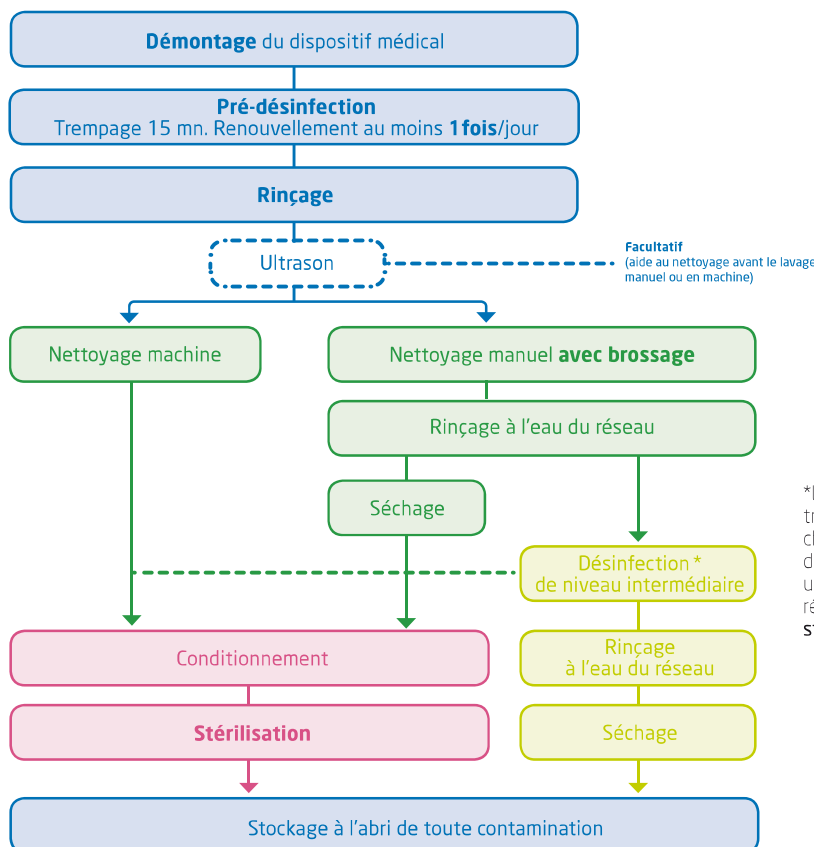 Démontage du dispositif médical
Pré-désinfection
Trempage 15 mn. Renouvellement au moins 1 fois/jour
Rinçage
Ultrason
Facultatif
(aide au nettoyage avant le lavage
manuel ou en machine)
Nettoyage machine
Nettoyage manuel avec brossage
Rinçage à l'eau du réseau
Séchage
Désinfection *
de niveau intermédiaire
Conditionnement
Rinçage
à l'eau du réseau
Stérilisation
Séchage
Stockage à l'abri de toute contamination